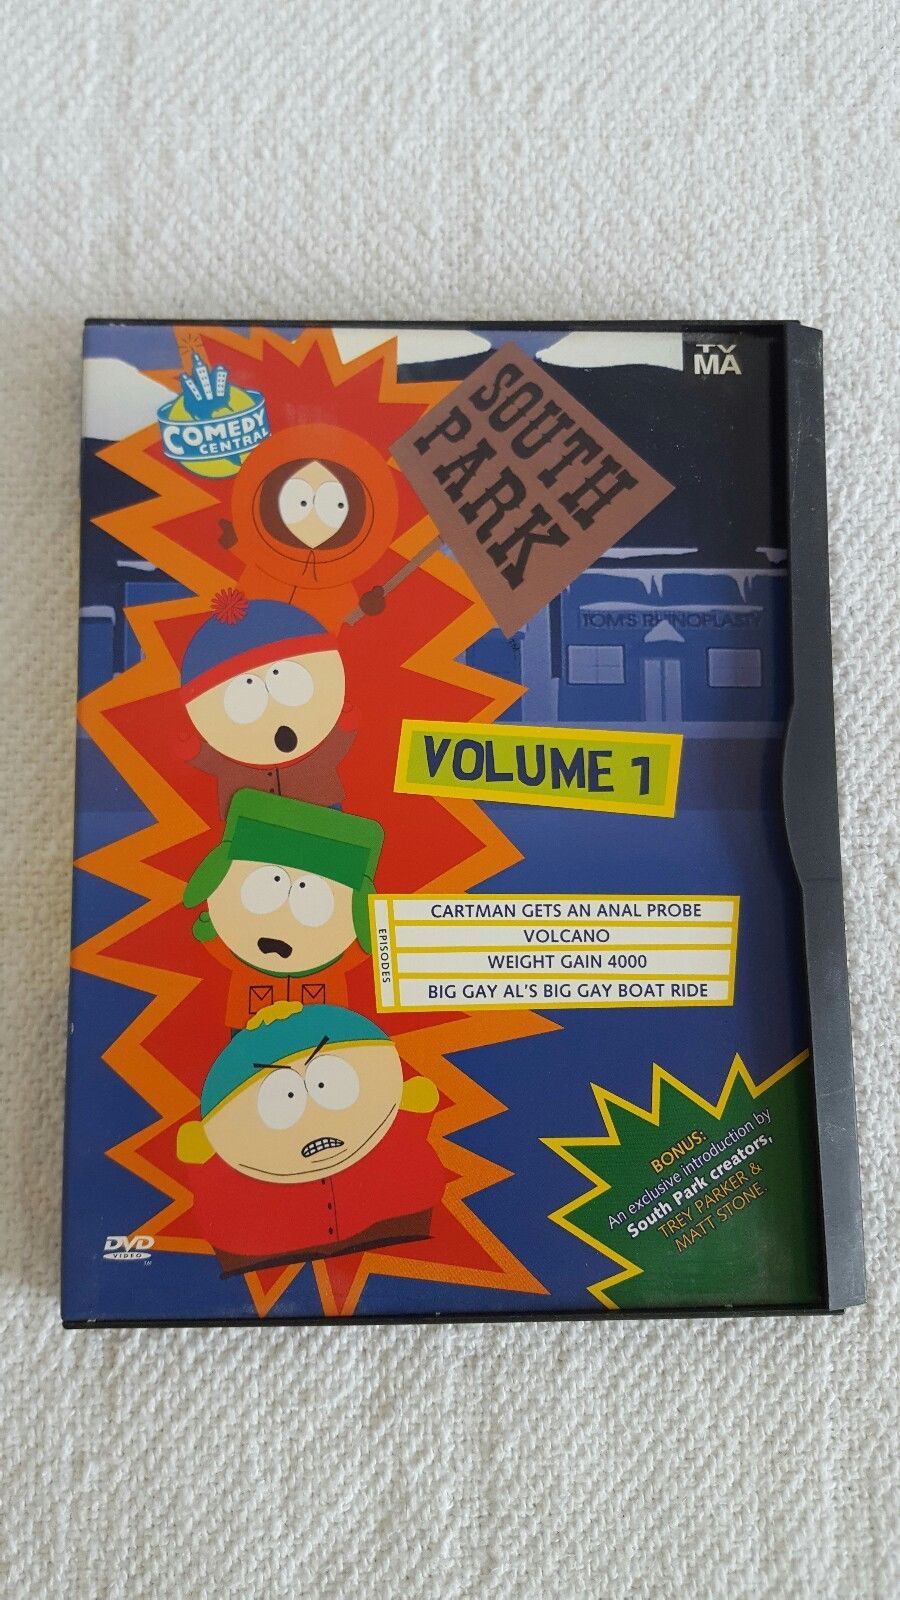 TV
MA
COMEDY
CENTRAL
SOUTH
PARK
TOM'S RHINOPLASTY
VOLUME 1
EPISODES
CARTMAN GETS AN ANAL PROBE
VOLCANO
WEIGHT GAIN 4000
BIG GAY AL'S BIG GAY BOAT RIDE
BONUS:
An exclusive introduction by
South Park creators,
TREY PARKER &
MATT STONE.
DVD
VIDEO
TM